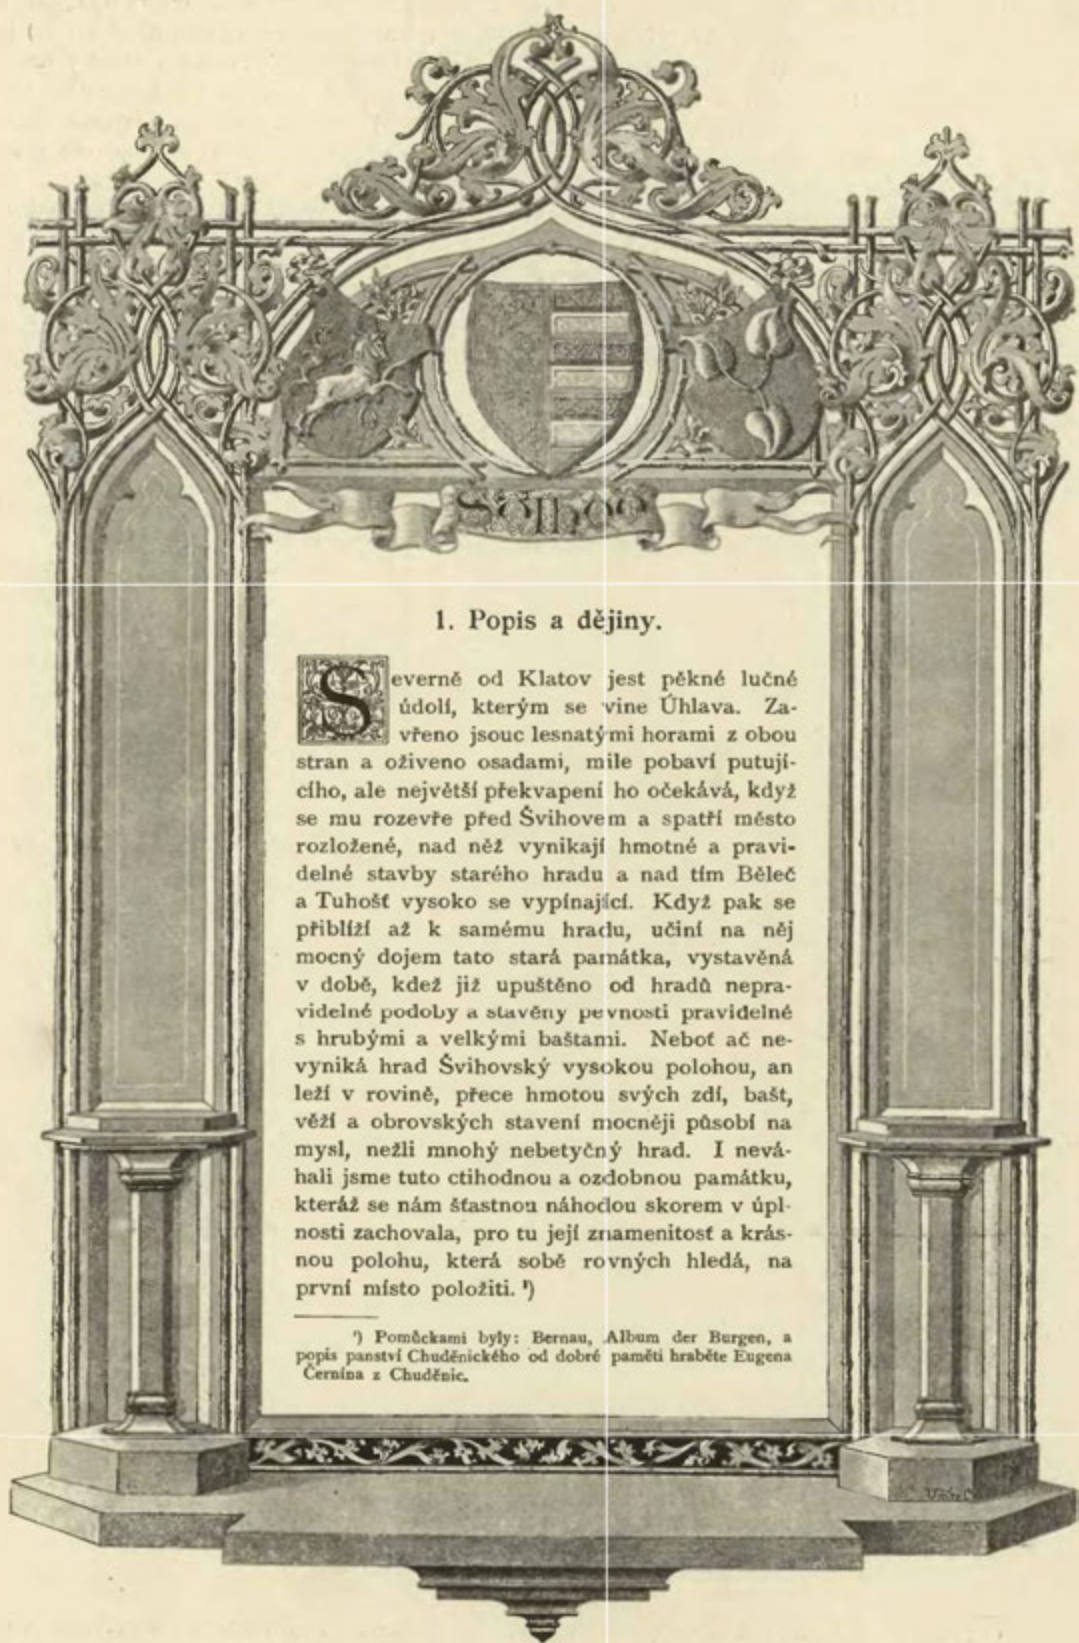 Švihov
1. Popis a dějiny.
Severně od Klatov jest pěkné lučné
údolí, kterým se vine Úhlava. Za-
vřeno jsouc lesnatými horami z obou
stran a oživeno osadami, mile pobaví putují-
cího, ale největší překvapení ho očekává, když
se mu rozevře před Švihovem a spatří město
rozložené, nad něž vynikají hmotné a pravi-
delné stavby starého hradu a nad tím Běleč
a Tuhošť vysoko se vypínající. Když pak se
přiblíží až k samému hradu, učiní na něj
mocný dojem tato stará památka, vystavěná
v době, kdež již upuštěno od hradů nepra-
videlné podoby a stavěny pevnosti pravidelné
s hrubými a velkými baštami. Neboť ač ne-
vyniká hrad Švihovský vysokou polohou, an
leží v rovině, přece hmotou svých zdí, bašt,
věží a obrovských stavení mocněji působí na
mysl, nežli mnohý nebetyčný hrad. I nevá-
hali jsme tuto ctihodnou a ozdobnou památku,
kteráž se nám šťastnou náhodou skorem v úpl-
nosti zachovala, pro tu její znamenitosť a krás-
nou polohu, která sobě rovných hledá, na
první místo položiti. ¹)
¹) Pomůckami byly: Bernau, Album der Burgen, a
popis panství Chuděnického od dobré paměti hraběte Eugena
Černína z Chuděnic.